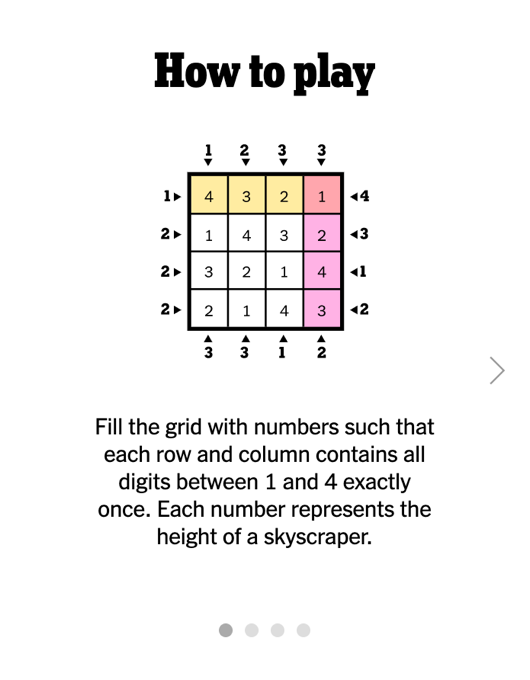 How to play
1 2 3 3
1 4 3 2 1 4
2 1 4 3 2 3
2 3 2 1 4 1
2 2 1 4 3 2
3 3 1 2
Fill the grid with numbers such that
each row and column contains all
digits between 1 and 4 exactly
once. Each number represents the
height of a skyscraper.